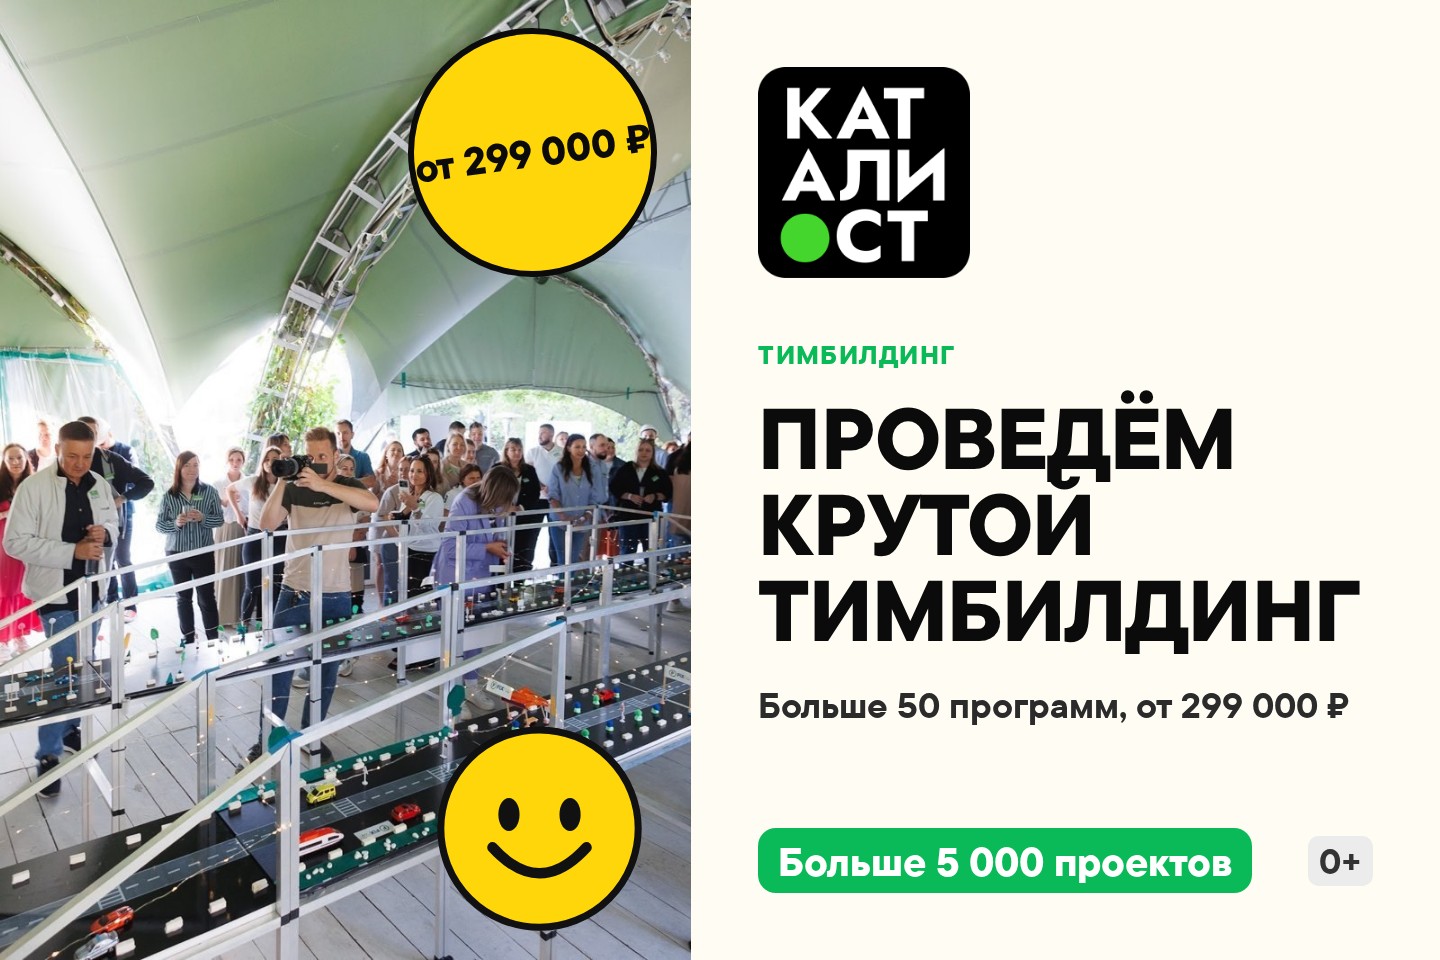 от 299 000 ₽
КАТ
АЛИ
СТ
ТИМБИЛДИНГ
ПРОВЕДЁМ
КРУТОЙ
ТИМБИЛДИНГ
Больше 50 программ, от 299 000 ₽
Больше 5 000 проектов
0+